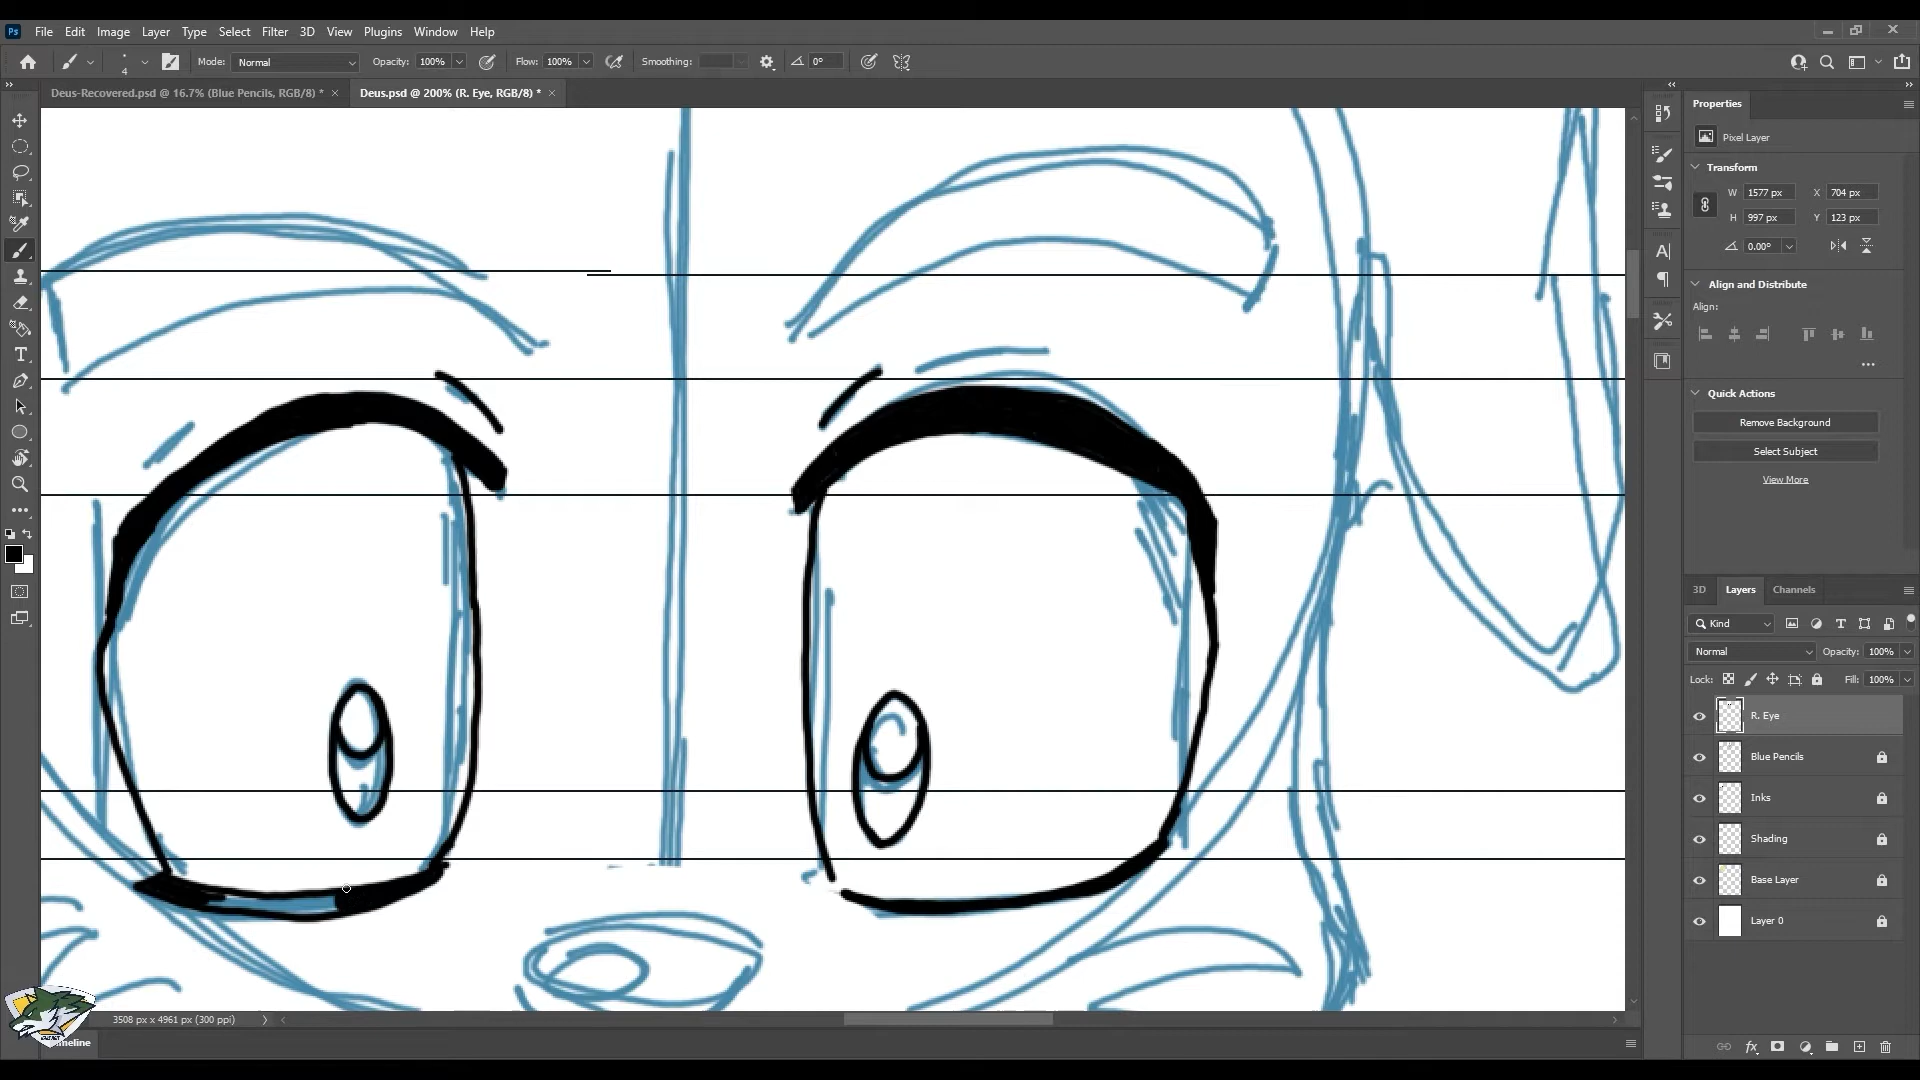 Ps File Edit Image Layer Type Select Filter 3D View Plugins Window Help
4 Mode: Normal Opacity: 100% Flow: 100% Smoothing: 0°
Deus-Recovered.psd @ 16.7% (Blue Pencils, RGB/8) * × Deus.psd @ 200% (R. Eye, RGB/8) * ×
Properties
Pixel Layer
Transform
W 1577 px X 704 px
H 997 px Y 123 px
0.00°
Align and Distribute
Align:
Quick Actions
Remove Background
Select Subject
View More
3D Layers Channels
Kind
Normal Opacity: 100%
Lock: Fill: 100%
R. Eye
Blue Pencils
Inks
Shading
Base Layer
Layer 0
3508 px x 4961 px (300 ppi)
meline